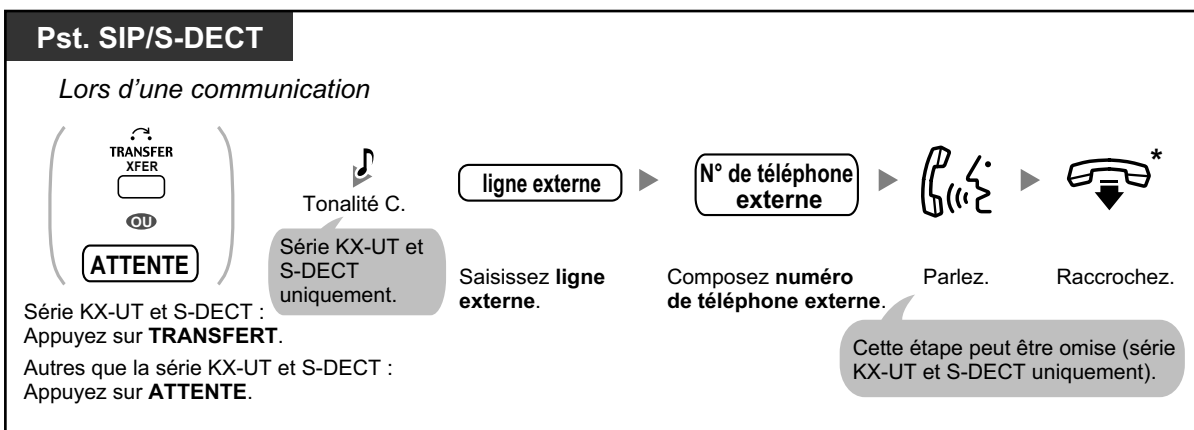 Pst. SIP/S-DECT
Lors d'une communication
TRANSFER
XFER
OU
ATTENTE
Série KX-UT et S-DECT :
Appuyez sur TRANSFERT.
Autres que la série KX-UT et S-DECT :
Appuyez sur ATTENTE.
Tonalité C.
Série KX-UT et
S-DECT
uniquement.
ligne externe
Saisissez ligne
externe.
N° de téléphone
externe
Composez numéro
de téléphone externe.
Parlez.
Cette étape peut être omise (série
KX-UT et S-DECT uniquement).
*
Raccrochez.